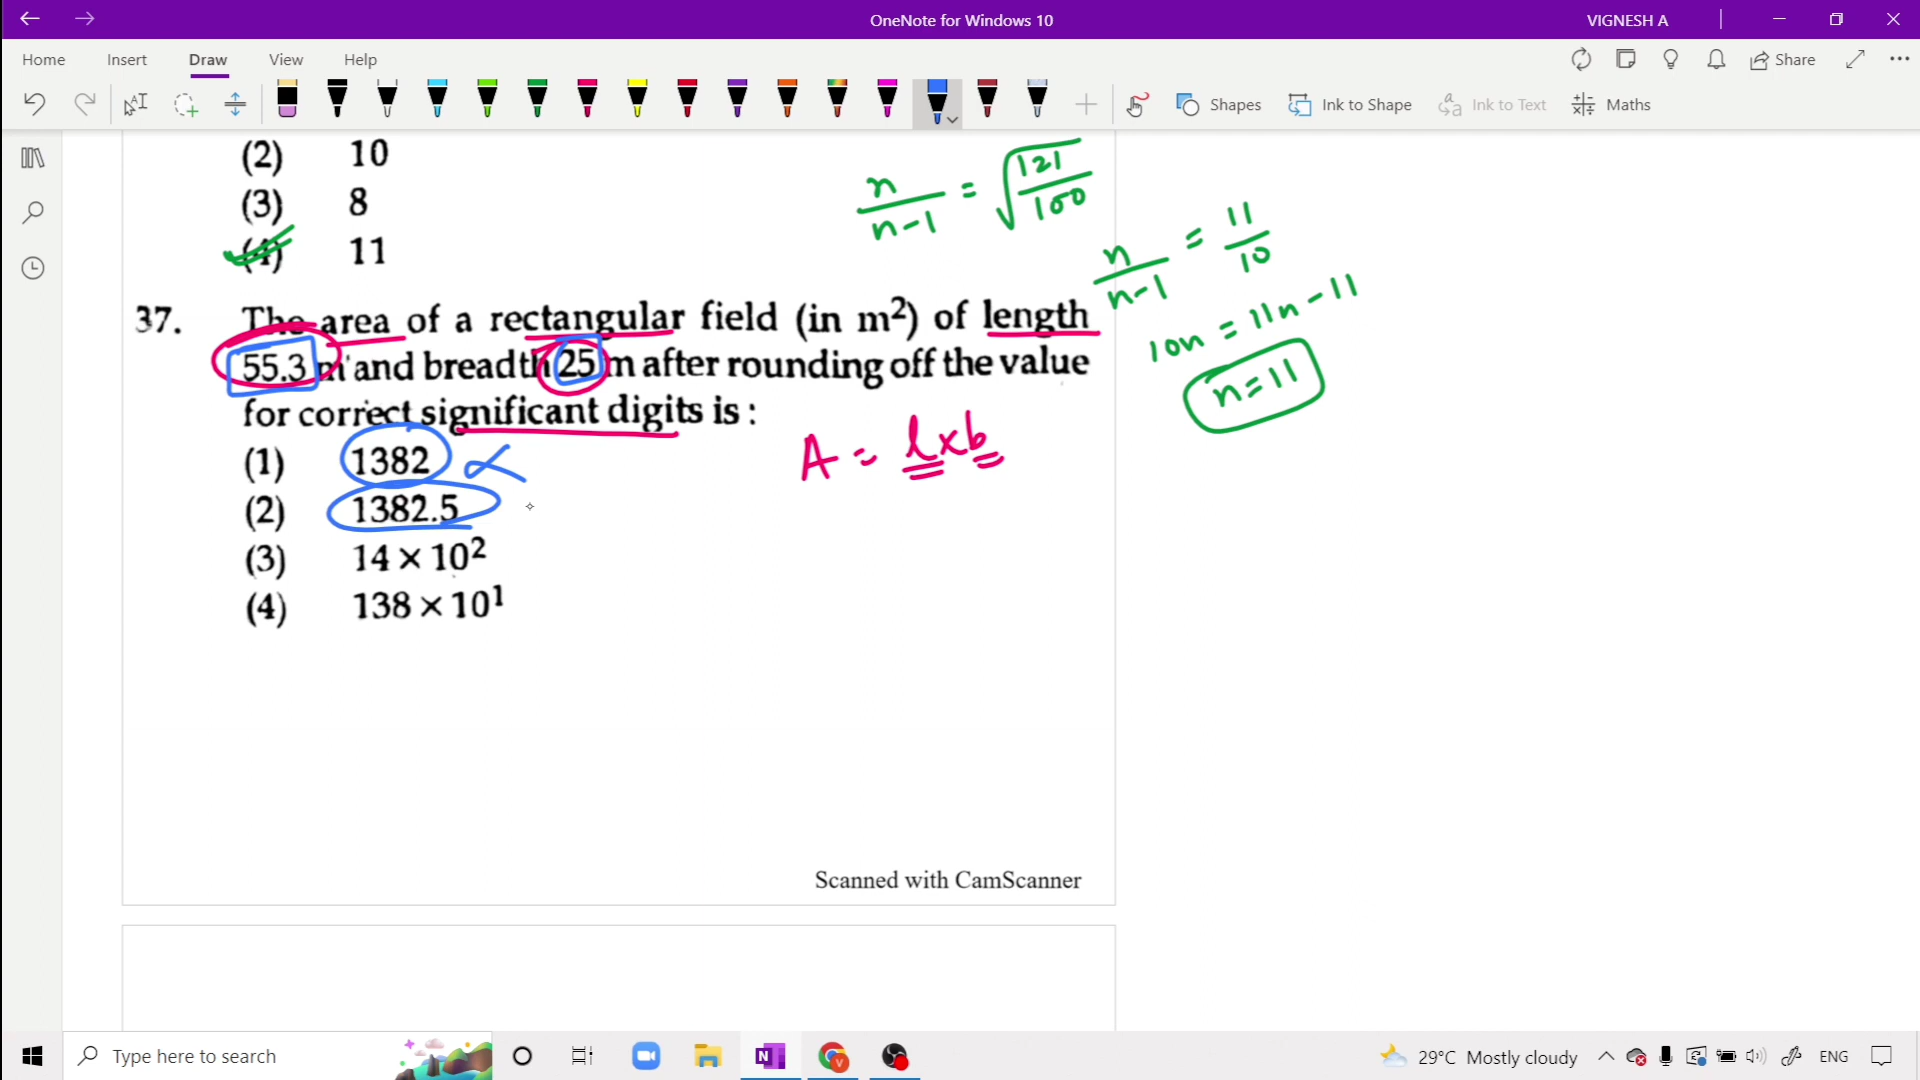 OneNote for Windows 10
VIGNESH A
Home Insert Draw View Help
Share
Shapes Ink to Shape Ink to Text Maths
(2) 10
(3) 8
(4) 11
n/n-1 = √121/100
n/n-1 = 11/10
10n = 11n - 11
n = 11
37. The area of a rectangular field (in m²) of length
55.3 m and breadth 25 m after rounding off the value
for correct significant digits is :
A = l x b
(1) 1382
(2) 1382.5
(3) 14 × 10²
(4) 138 × 10¹
Scanned with CamScanner
Type here to search
29°C Mostly cloudy
ENG